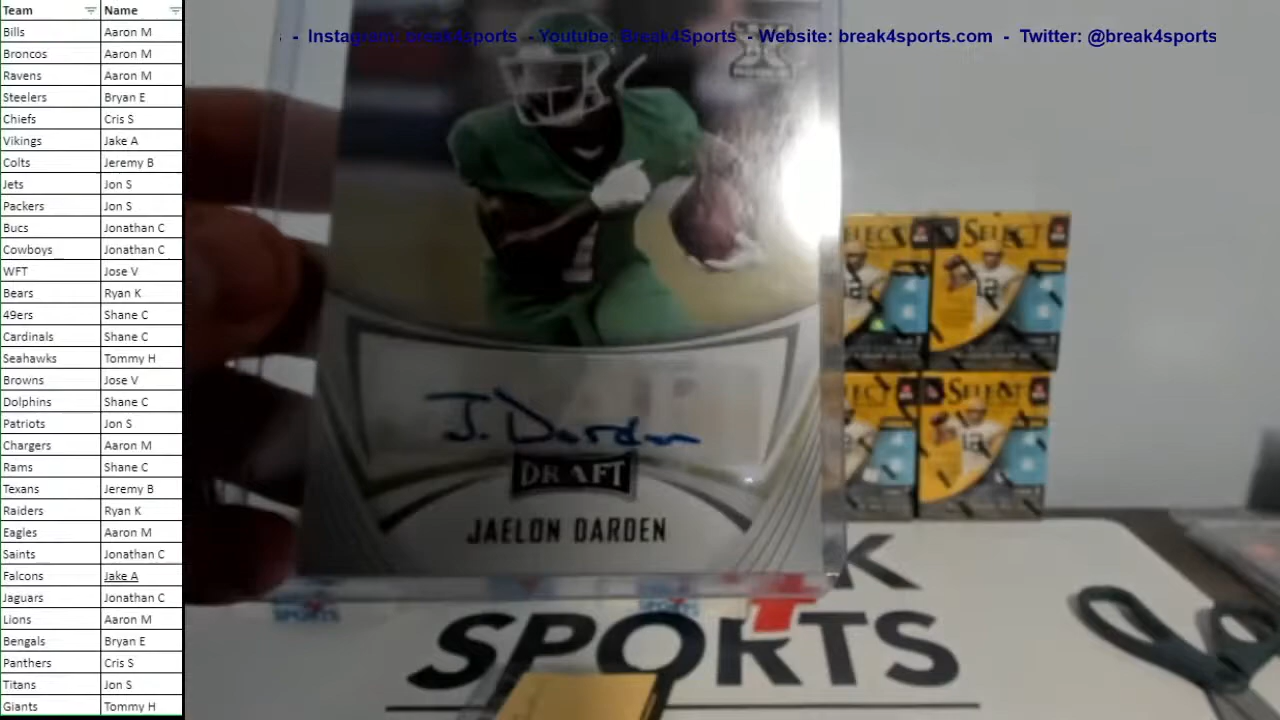 Team Name
Bills Aaron M
Broncos Aaron M
Ravens Aaron M
Steelers Bryan E
Chiefs Cris S
Vikings Jake A
Colts Jeremy B
Jets Jon S
Packers Jon S
Bucs Jonathan C
Cowboys Jonathan C
WFT Jose V
Bears Ryan K
49ers Shane C
Cardinals Shane C
Seahawks Tommy H
Browns Jose V
Dolphins Shane C
Patriots Jon S
Chargers Aaron M
Rams Shane C
Texans Jeremy B
Raiders Ryan K
Eagles Aaron M
Saints Jonathan C
Falcons Jake A
Jaguars Jonathan C
Lions Aaron M
Bengals Bryan E
Panthers Cris S
Titans Jon S
Giants Tommy H
- Instagram: break4sports - Youtube: Break4Sports - Website: break4sports.com - Twitter: @break4sports
1
J. Darden
DRAFT
JAELON DARDEN
SELECT
SELECT
SPORTS